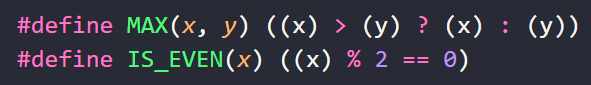 #define MAX(x, y) ((x) > (y) ? (x) : (y))
#define IS_EVEN(x) ((x) % 2 == 0)